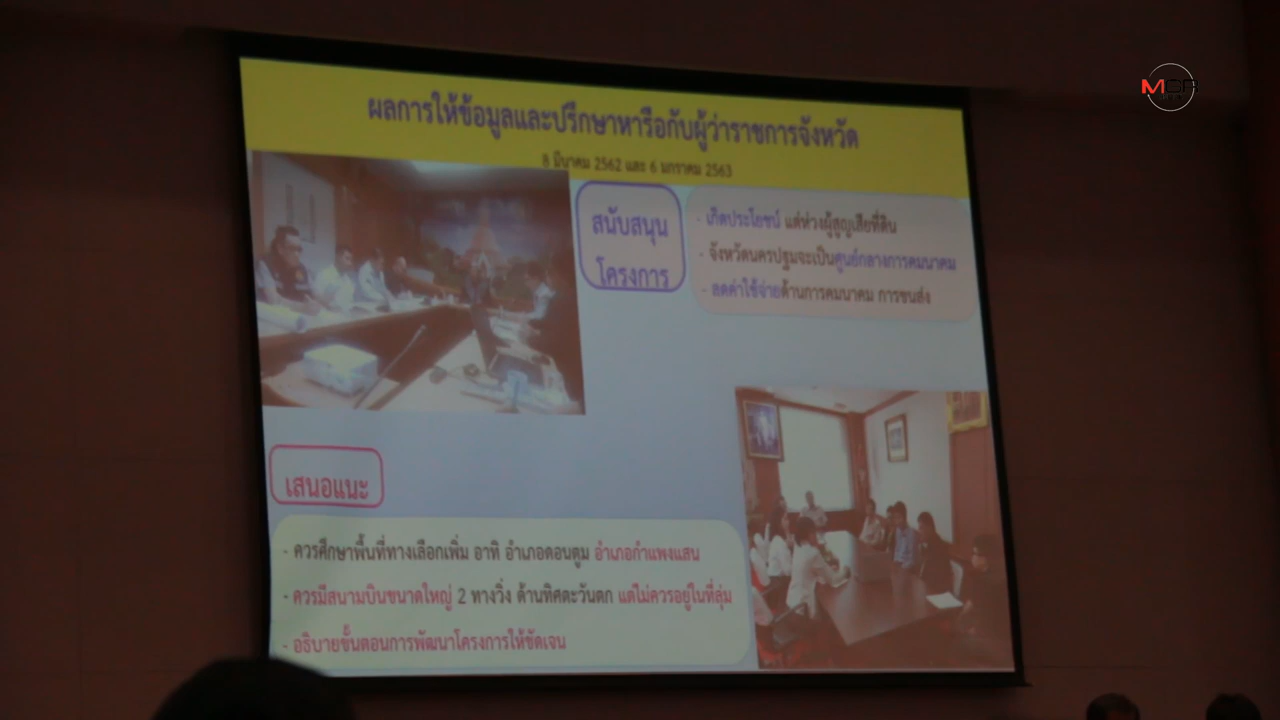 ผลการให้ข้อมูลและปรึกษาหารือกับผู้ว่าราชการจังหวัด
8 มีนาคม 2562 และ 6 มกราคม 2563
สนับสนุน
โครงการ
- เกิดประโยชน์ แต่ห่วงผู้สูญเสียที่ดิน
- จังหวัดนครปฐมจะเป็นศูนย์กลางการคมนาคม
- ลดค่าใช้จ่ายด้านการคมนาคม การขนส่ง
เสนอแนะ
- ควรศึกษาพื้นที่ทางเลือกเพิ่ม อาทิ อำเภอดอนตูม อำเภอกำแพงแสน
- ควรมีสนามบินขนาดใหญ่ 2 ทางวิ่ง ด้านทิศตะวันตก แต่ไม่ควรอยู่ในที่ลุ่ม
- อธิบายขั้นตอนการพัฒนาโครงการให้ชัดเจน
MGR